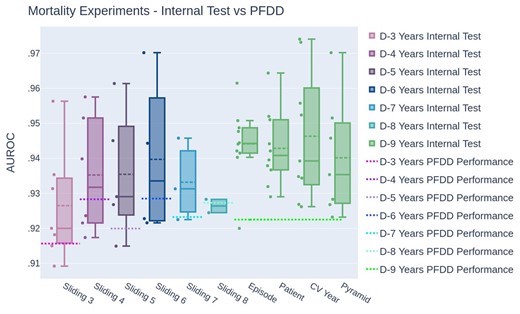 Mortality Experiments - Internal Test vs PFDD
AUROC
.97
.96
.95
.94
.93
.92
.91
Sliding 3
Sliding 4
Sliding 5
Sliding 6
Sliding 7
Sliding 8
Episode
Patient
CV Year
Pyramid
D-3 Years Internal Test
D-4 Years Internal Test
D-5 Years Internal Test
D-6 Years Internal Test
D-7 Years Internal Test
D-8 Years Internal Test
D-9 Years Internal Test
D-3 Years PFDD Performance
D-4 Years PFDD Performance
D-5 Years PFDD Performance
D-6 Years PFDD Performance
D-7 Years PFDD Performance
D-8 Years PFDD Performance
D-9 Years PFDD Performance